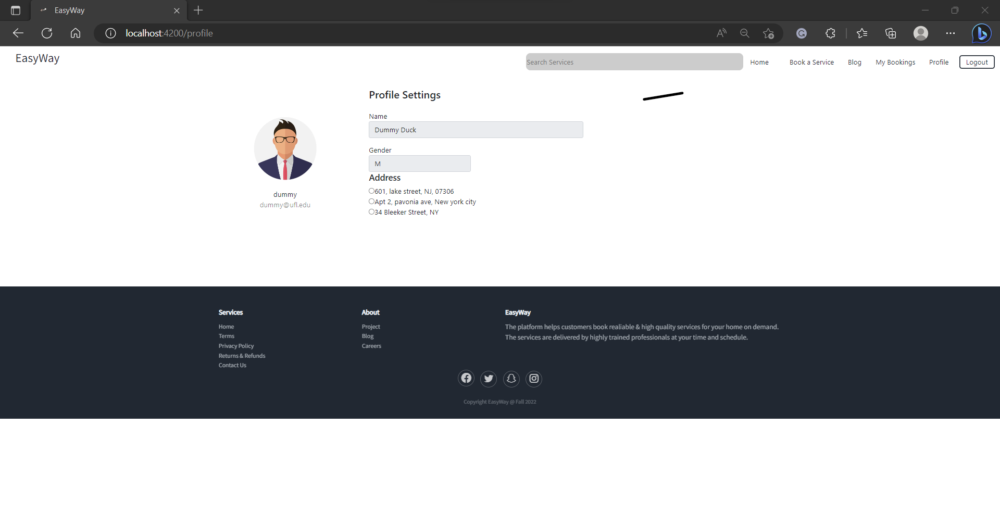 EasyWay
localhost:4200/profile
EasyWay
Search Services
Home
Book a Service
Blog
My Bookings
Profile
Logout
Profile Settings
Name
Dummy Duck
Gender
M
Address
601, lake street, NJ, 07306
Apt 2, pavonia ave, New york city
34 Bleeker Street, NY
dummy
dummy@ufl.edu
Services
Home
Terms
Privacy Policy
Returns & Refunds
Contact Us
About
Project
Blog
Careers
EasyWay
The platform helps customers book realiable & high quality services for your home on demand.
The services are delivered by highly trained professionals at your time and schedule.
Copyright EasyWay @ Fall 2022